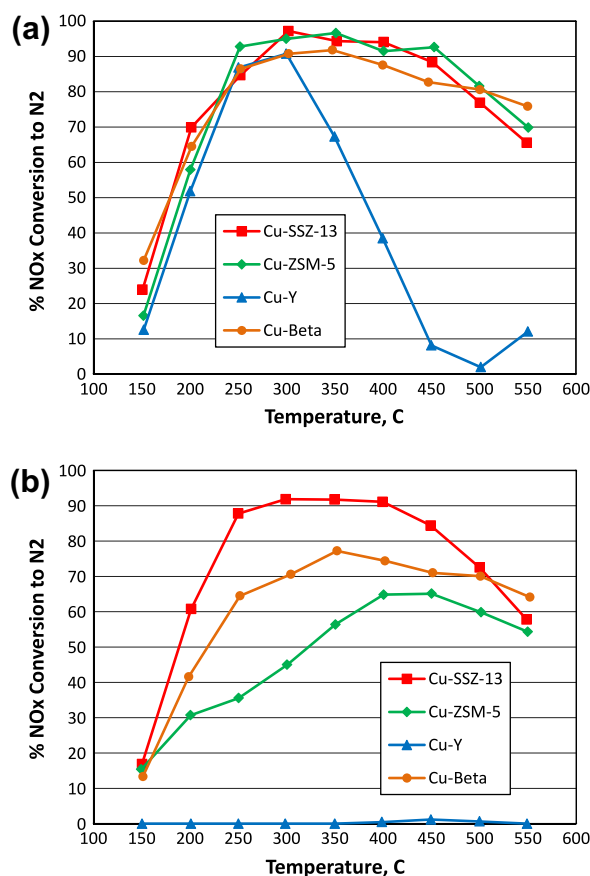 (a)
% NOx Conversion to N2
100
90
80
70
60
50
40
30
20
10
0
Cu-SSZ-13
Cu-ZSM-5
Cu-Y
Cu-Beta
100 150 200 250 300 350 400 450 500 550 600
Temperature, C
(b)
% NOx Conversion to N2
100
90
80
70
60
50
40
30
20
10
0
Cu-SSZ-13
Cu-ZSM-5
Cu-Y
Cu-Beta
100 150 200 250 300 350 400 450 500 550 600
Temperature, C